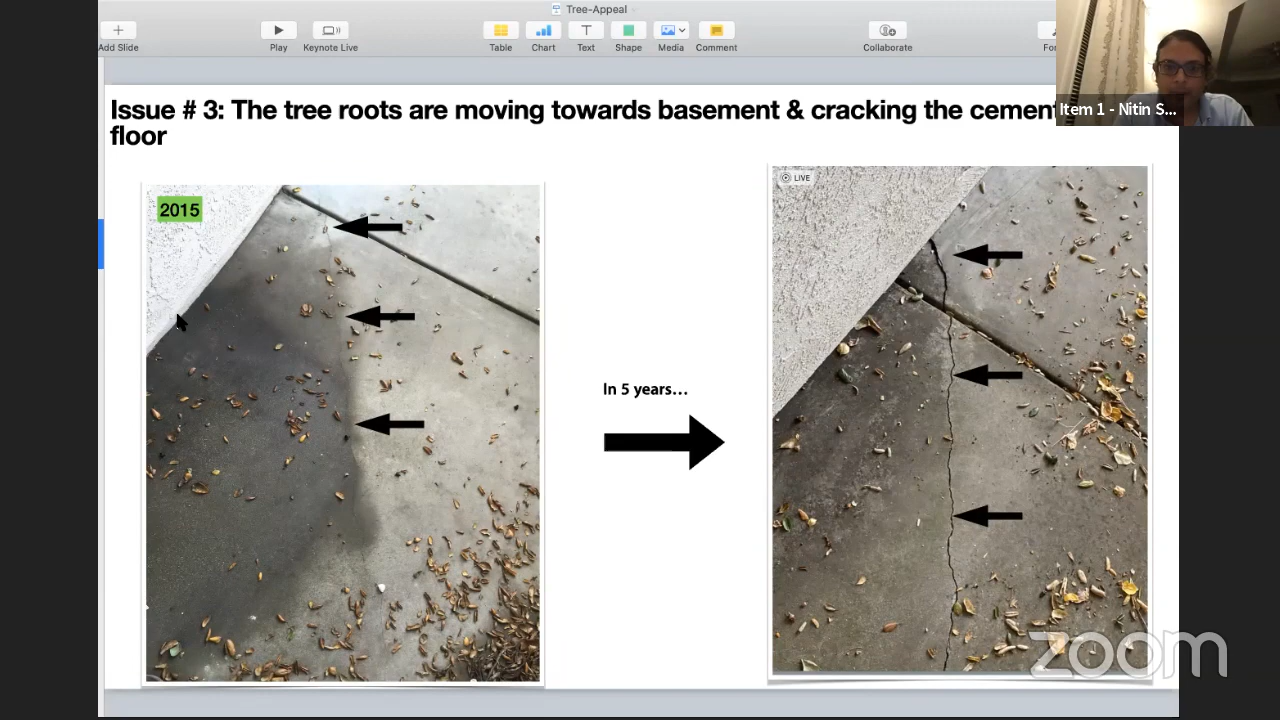 Tree-Appeal
Add Slide
Play
Keynote Live
Table
Chart
Text
Shape
Media
Comment
Collaborate
For
Item 1 - Nitin S...
Issue # 3: The tree roots are moving towards basement & cracking the cement
floor
2015
LIVE
In 5 years...
zoom